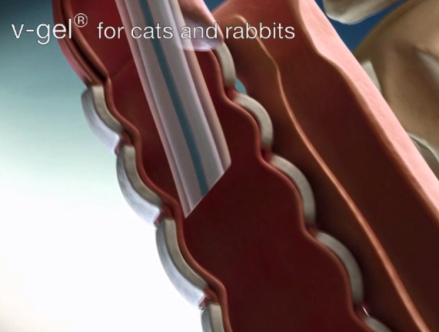 v-gel® for cats and rabbits